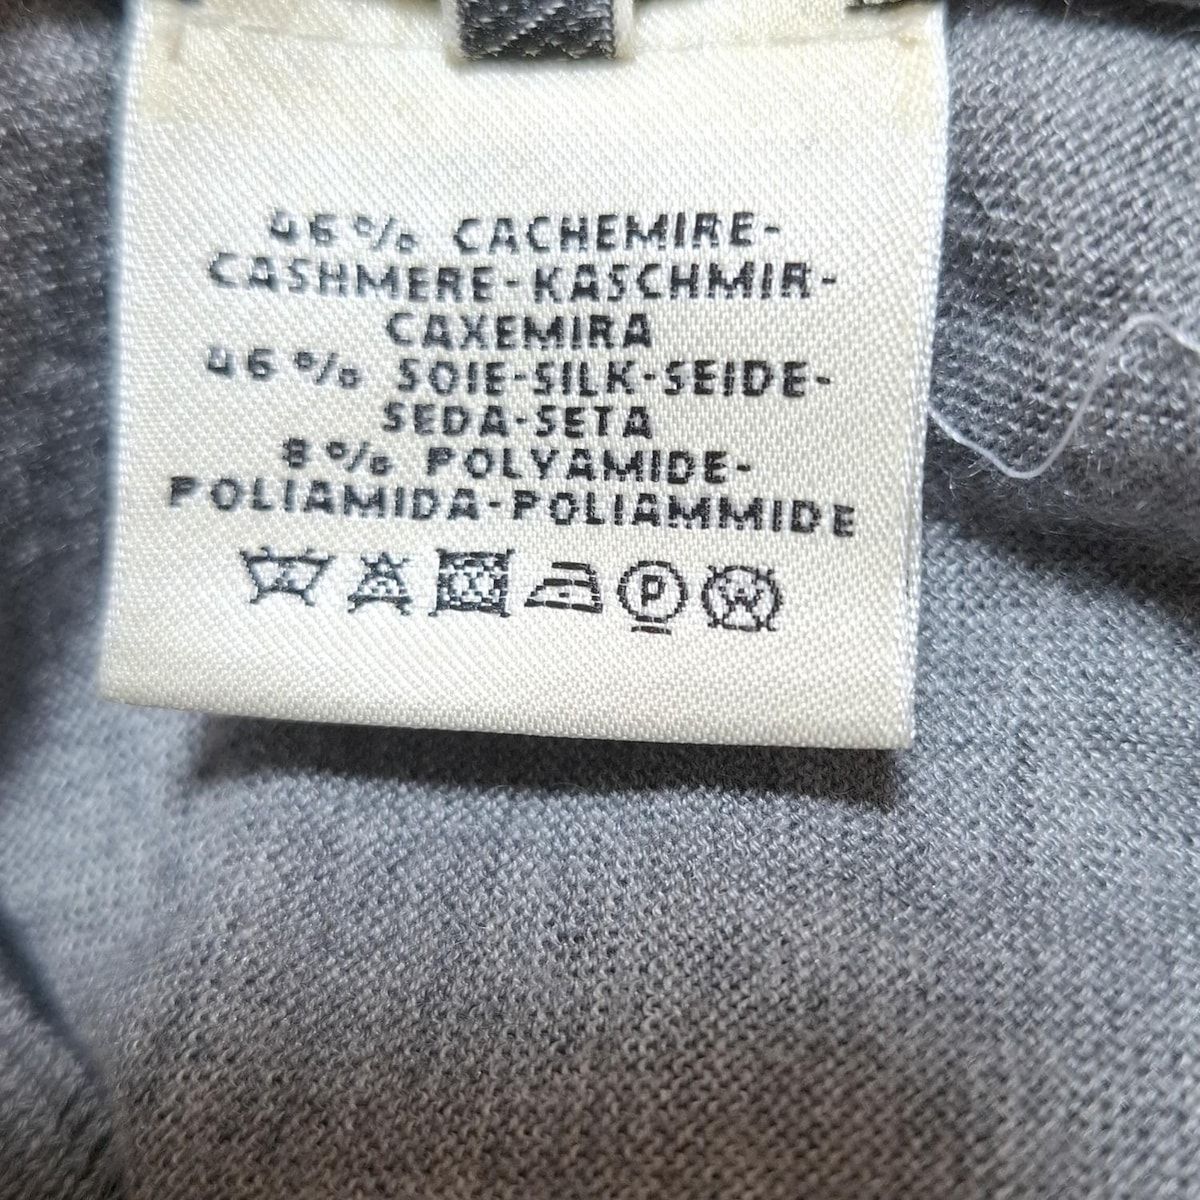 46% CACHEMIRE-
CASHMERE-KASCHMIR-
CAXEMIRA
46% SOIE-SILK-SEIDE-
SEDA-SETA
8% POLYAMIDE-
POLIAMIDA-POLIAMMIDE
P W